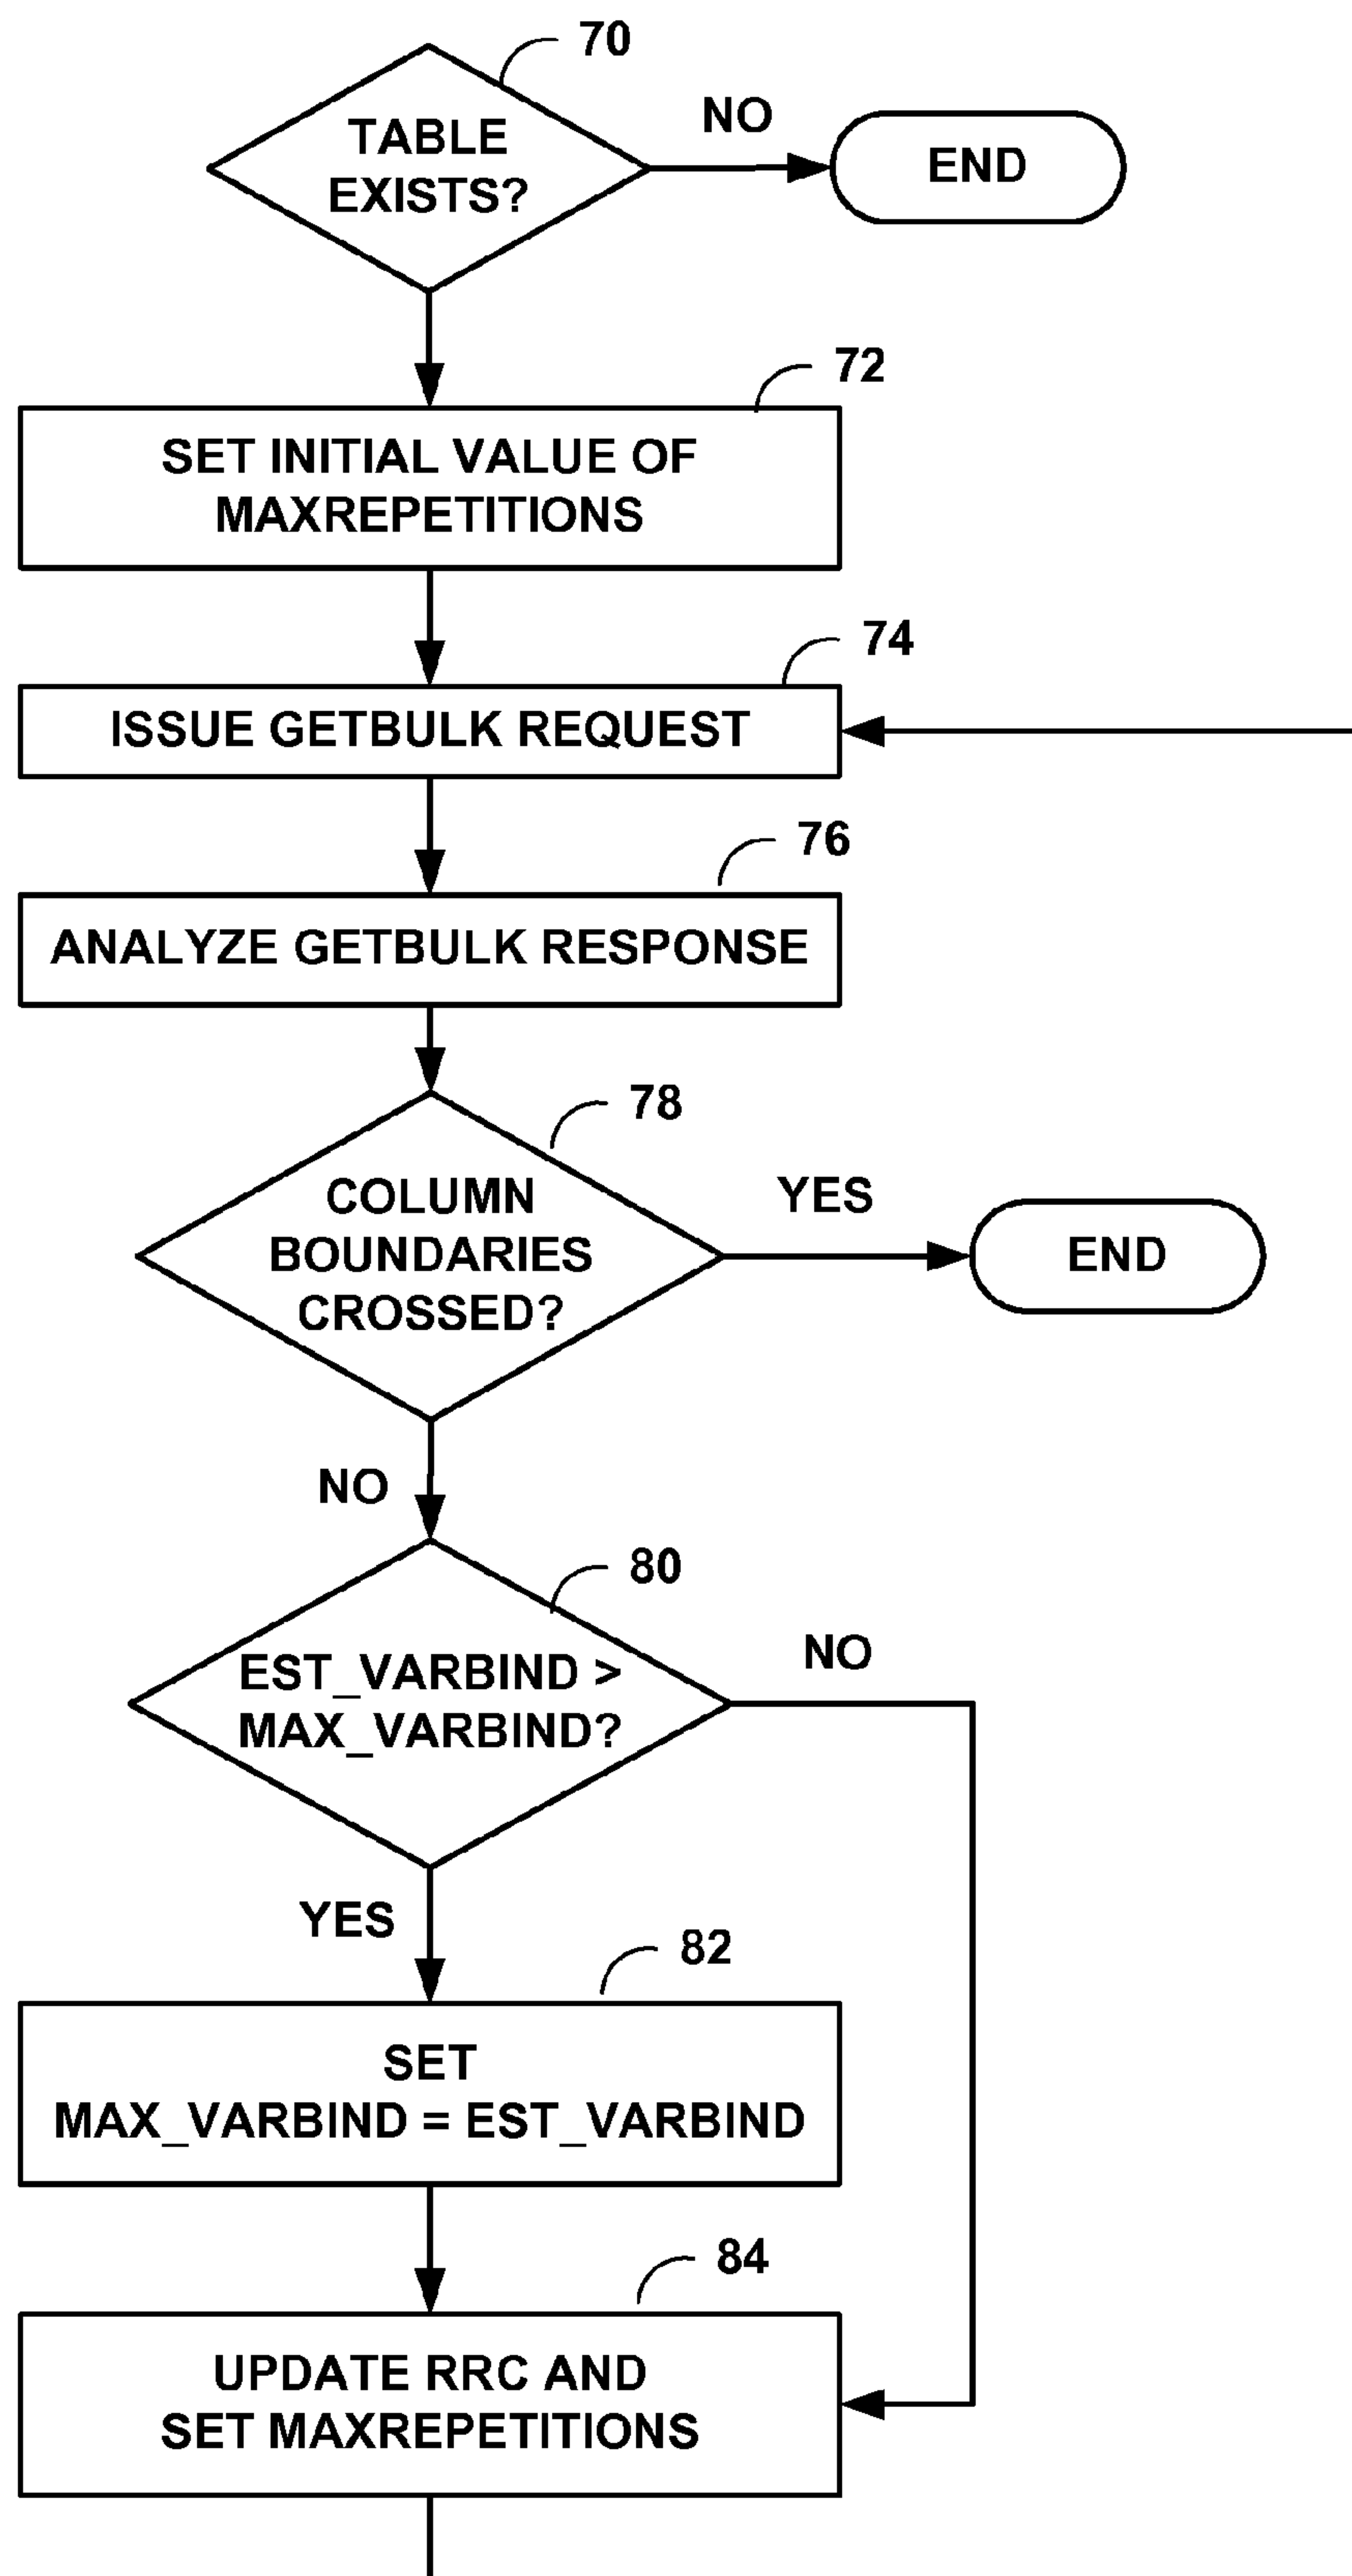 70
TABLE
EXISTS?
NO
END
72
SET INITIAL VALUE OF
MAXREPETITIONS
74
ISSUE GETBULK REQUEST
76
ANALYZE GETBULK RESPONSE
78
COLUMN
BOUNDARIES
CROSSED?
YES
END
NO
80
EST_VARBIND >
MAX_VARBIND?
NO
YES
82
SET
MAX_VARBIND = EST_VARBIND
84
UPDATE RRC AND
SET MAXREPETITIONS